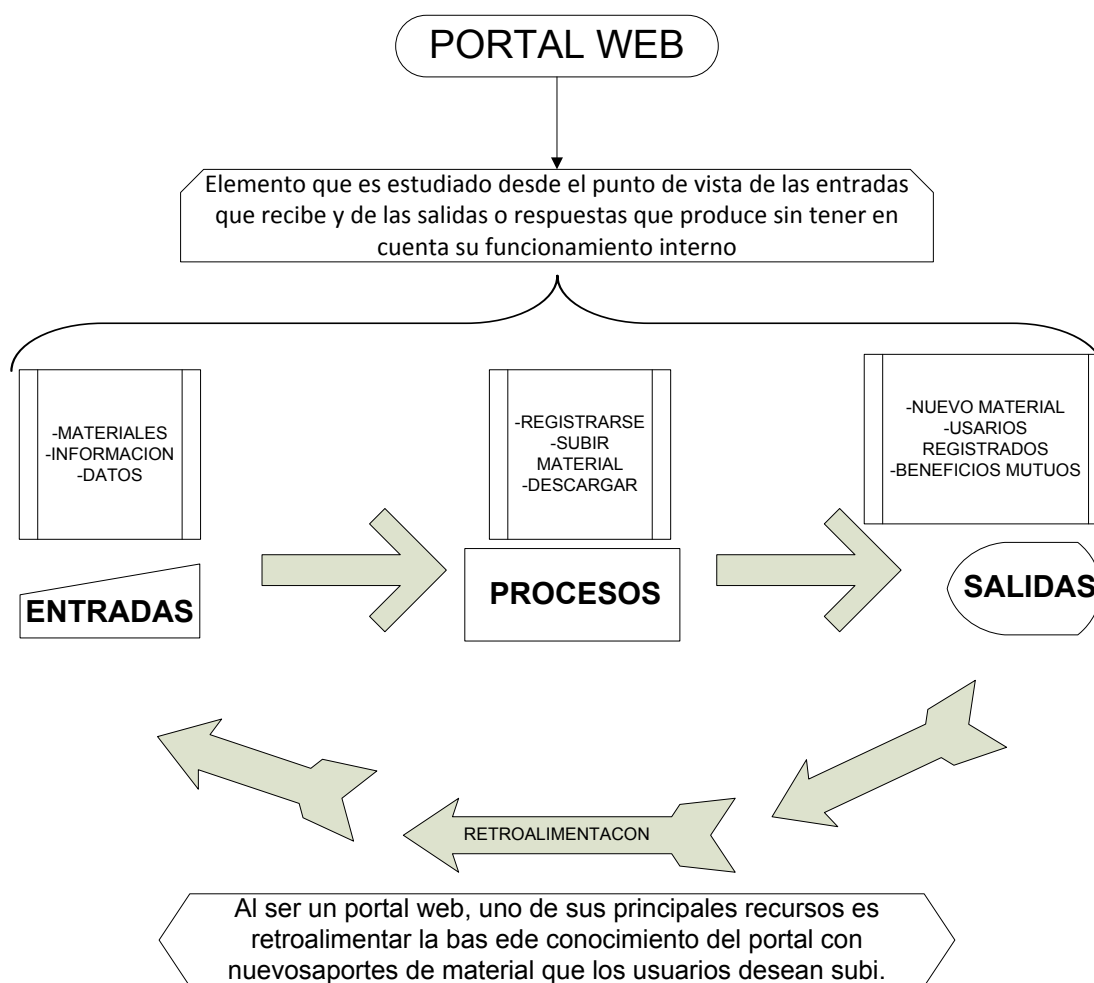 PORTAL WEB
Elemento que es estudiado desde el punto de vista de las entradas
que recibe y de las salidas o respuestas que produce sin tener en
cuenta su funcionamiento interno
-MATERIALES
-INFORMACION
-DATOS
-REGISTRARSE
-SUBIR
MATERIAL
-DESCARGAR
-NUEVO MATERIAL
-USARIOS
REGISTRADOS
-BENEFICIOS MUTUOS
ENTRADAS
PROCESOS
SALIDAS
RETROALIMENTACON
Al ser un portal web, uno de sus principales recursos es
retroalimentar la bas ede conocimiento del portal con
nuevosaportes de material que los usuarios desean subi.